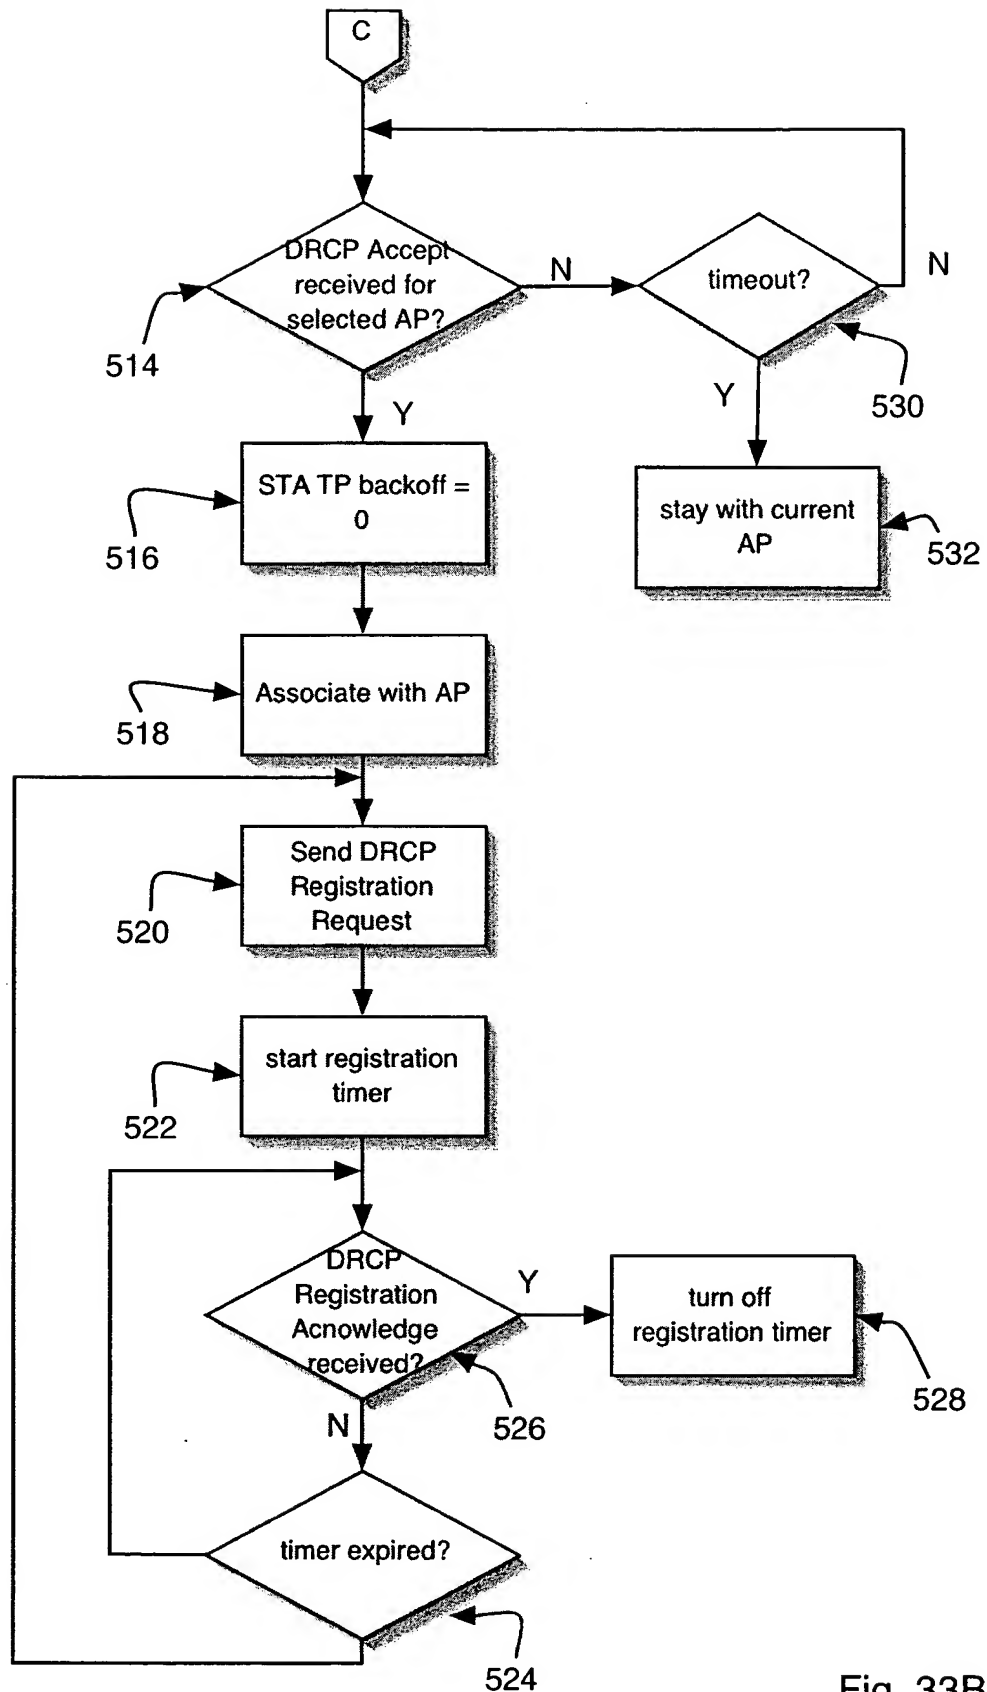 C
DRCP Accept
received for
selected AP?
N
timeout?
N
514
530
Y
Y
STA TP backoff =
0
stay with current
AP
516
532
Associate with AP
518
Send DRCP
Registration
Request
520
start registration
timer
522
DRCP
Registration
Acnowledge
received?
Y
turn off
registration timer
528
526
N
timer expired?
524
Fig. 33B